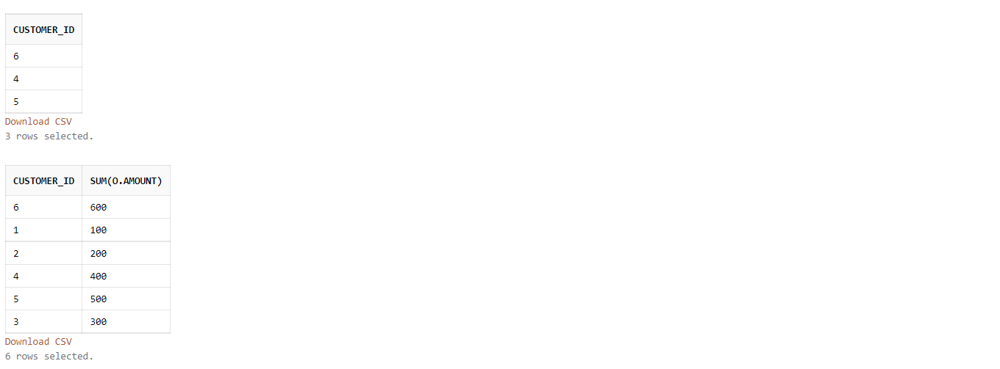 CUSTOMER_ID
6
4
5
Download CSV
3 rows selected.
CUSTOMER_ID SUM(O.AMOUNT)
6 600
1 100
2 200
4 400
5 500
3 300
Download CSV
6 rows selected.